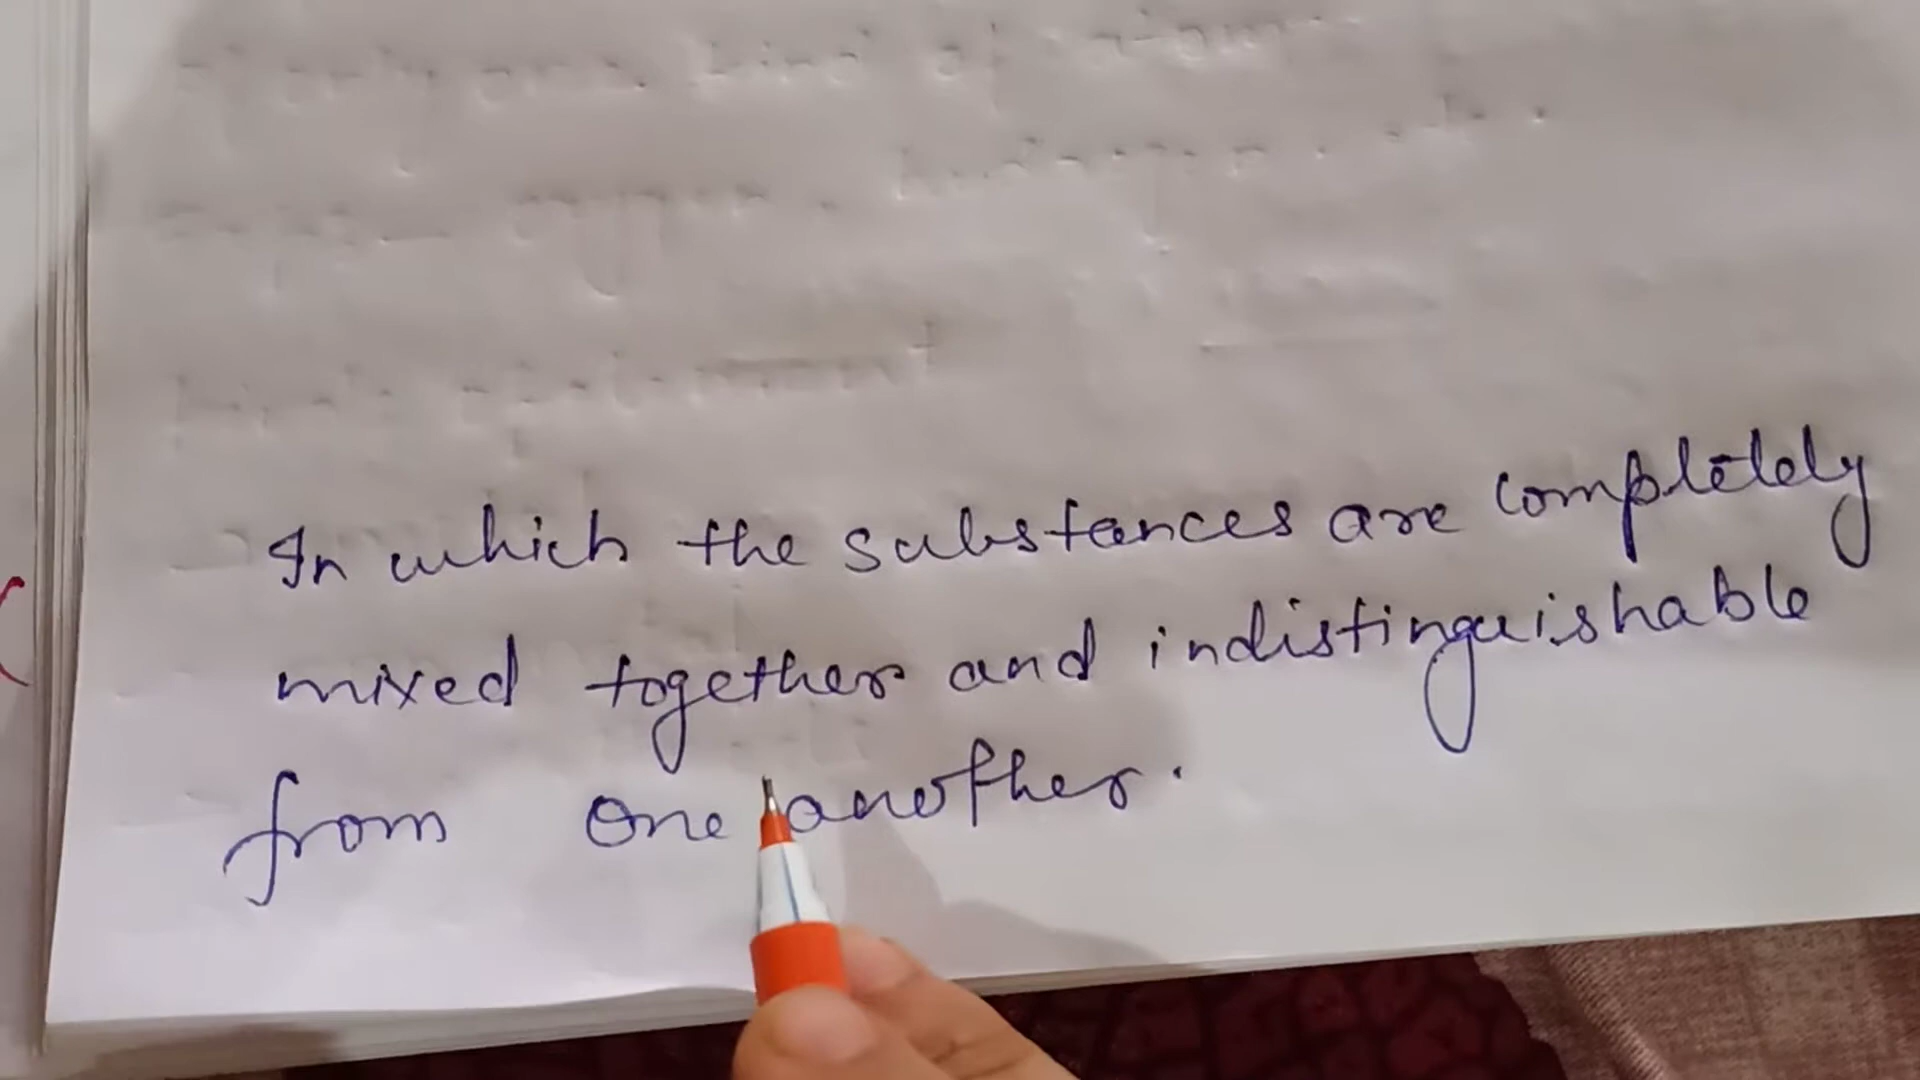 In which the substances are completely
mixed together and indistinguishable
from one another.